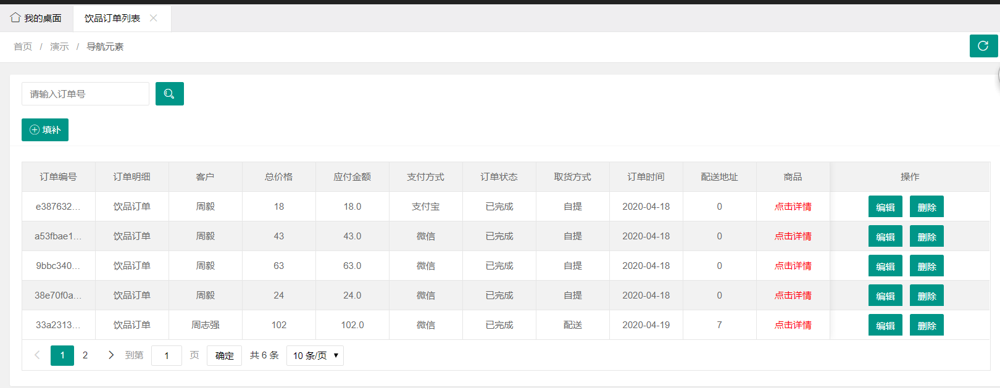 我的桌面 饮品订单列表
首页 / 演示 / 导航元素
请输入订单号
填补
订单编号 订单明细 客户 总价格 应付金额 支付方式 订单状态 取货方式 订单时间 配送地址 商品 操作
e387632... 饮品订单 周毅 18 18.0 支付宝 已完成 自提 2020-04-18 0 点击详情 编辑 删除
a53fbae1... 饮品订单 周毅 43 43.0 微信 已完成 自提 2020-04-18 0 点击详情 编辑 删除
9bbc340... 饮品订单 周毅 63 63.0 微信 已完成 自提 2020-04-18 0 点击详情 编辑 删除
38e70f0a... 饮品订单 周毅 24 24.0 微信 已完成 自提 2020-04-18 0 点击详情 编辑 删除
33a2313... 饮品订单 周志强 102 102.0 微信 已完成 配送 2020-04-19 7 点击详情 编辑 删除
1 2 到第 1 页 确定 共 6 条 10 条/页